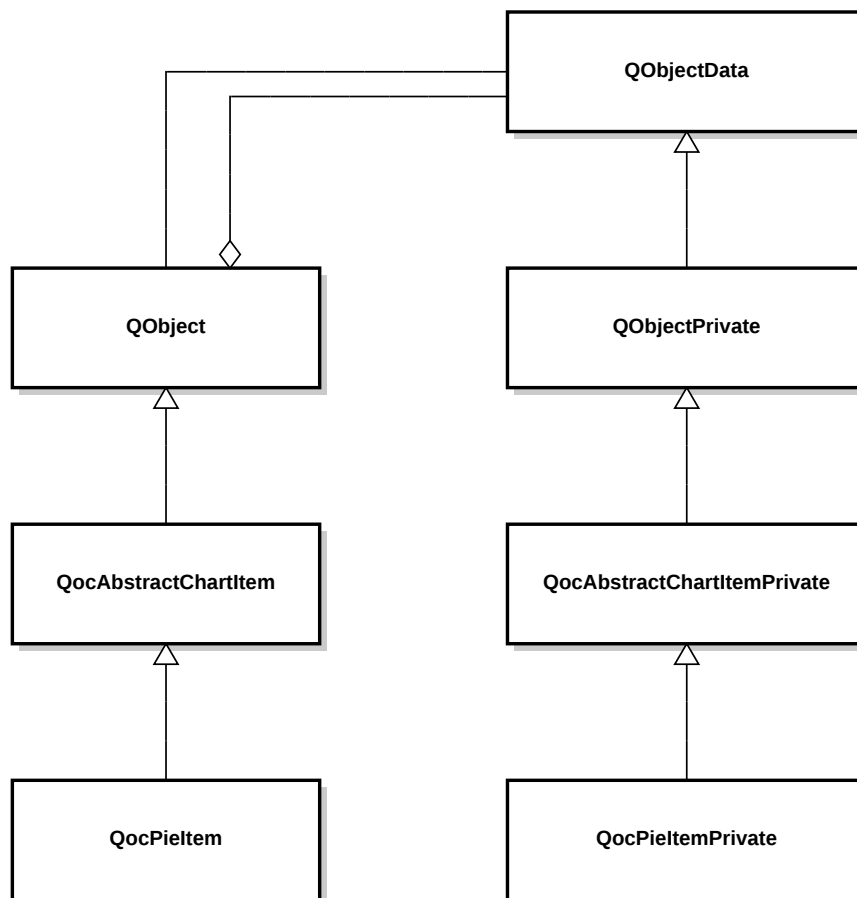 QObjectData
QObject
QObjectPrivate
QocAbstractChartItem
QocAbstractChartItemPrivate
QocPieItem
QocPieItemPrivate